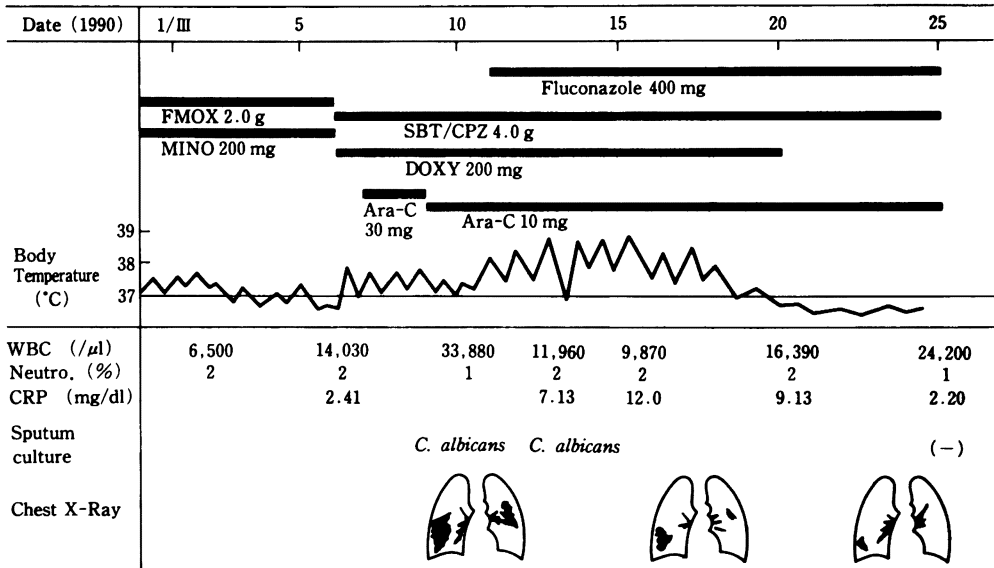 Date (1990) 1/III 5 10 15 20 25
Fluconazole 400 mg
FMOX 2.0 g
SBT/CPZ 4.0 g
MINO 200 mg
DOXY 200 mg
Ara-C
30 mg
Ara-C 10 mg
39
Body
Temperature
(°C)
38
37
WBC (/μl) 6,500 14,030 33,880 11,960 9,870 16,390 24,200
Neutro. (%) 2 2 1 2 2 2 1
CRP (mg/dl) 2.41 7.13 12.0 9.13 2.20
Sputum
culture
C. albicans C. albicans (−)
Chest X-Ray